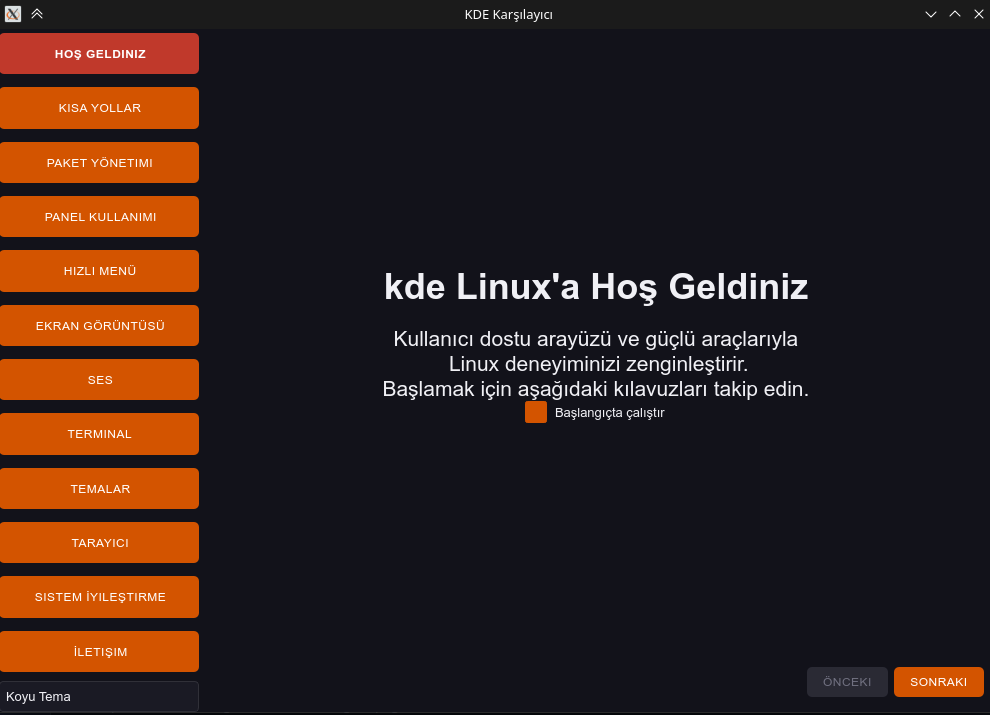 KDE Karşılayıcı
HOŞ GELDINIZ
KISA YOLLAR
PAKET YÖNETIMI
PANEL KULLANIMI
HIZLI MENÜ
EKRAN GÖRÜNTÜSÜ
SES
TERMINAL
TEMALAR
TARAYICI
SISTEM İYILEŞTIRME
İLETIŞIM
Koyu Tema
kde Linux'a Hoş Geldiniz
Kullanıcı dostu arayüzü ve güçlü araçlarıyla
Linux deneyiminizi zenginleştirir.
Başlamak için aşağıdaki kılavuzları takip edin.
Başlangıçta çalıştır
ÖNCEKI
SONRAKI